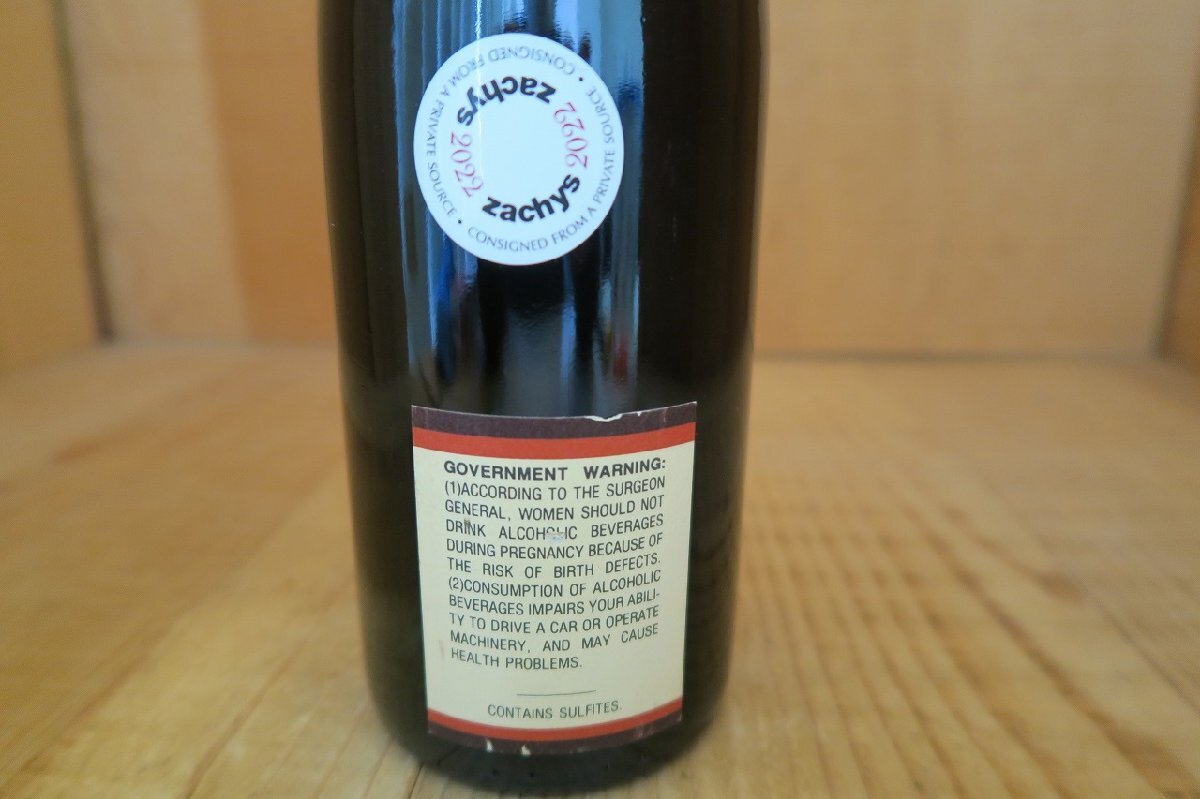 zachys 2022
CONSIGNED FROM A PRIVATE SOURCE •
zachys 2022
CONSIGNED FROM A PRIVATE SOURCE •
GOVERNMENT WARNING:
(1)ACCORDING TO THE SURGEON
GENERAL, WOMEN SHOULD NOT
DRINK ALCOHOLIC BEVERAGES
DURING PREGNANCY BECAUSE OF
THE RISK OF BIRTH DEFECTS.
(2)CONSUMPTION OF ALCOHOLIC
BEVERAGES IMPAIRS YOUR ABILI-
TY TO DRIVE A CAR OR OPERATE
MACHINERY, AND MAY CAUSE
HEALTH PROBLEMS.
CONTAINS SULFITES.